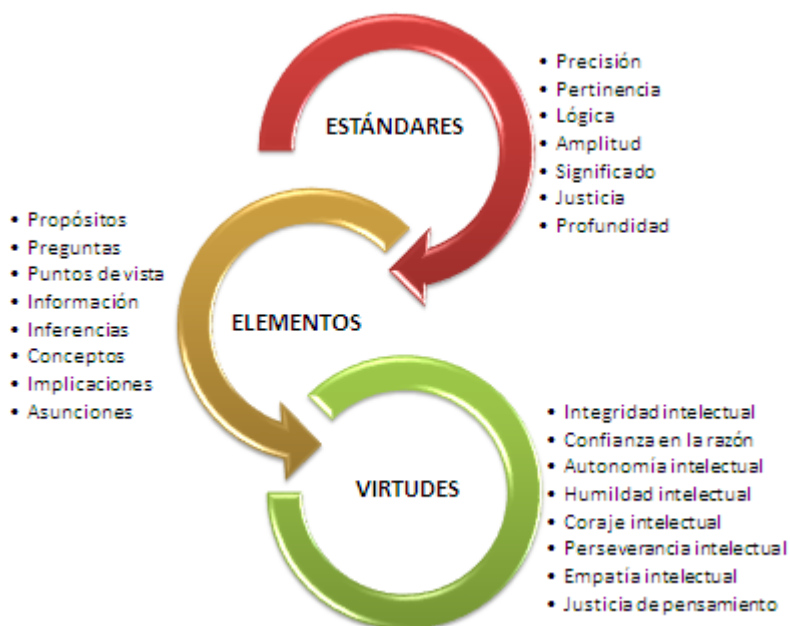 ESTÁNDARES
• Precisión
• Pertinencia
• Lógica
• Amplitud
• Significado
• Justicia
• Profundidad
ELEMENTOS
• Propósitos
• Preguntas
• Puntos de vista
• Información
• Inferencias
• Conceptos
• Implicaciones
• Asunciones
VIRTUDES
• Integridad intelectual
• Confianza en la razón
• Autonomía intelectual
• Humildad intelectual
• Coraje intelectual
• Perseverancia intelectual
• Empatía intelectual
• Justicia de pensamiento